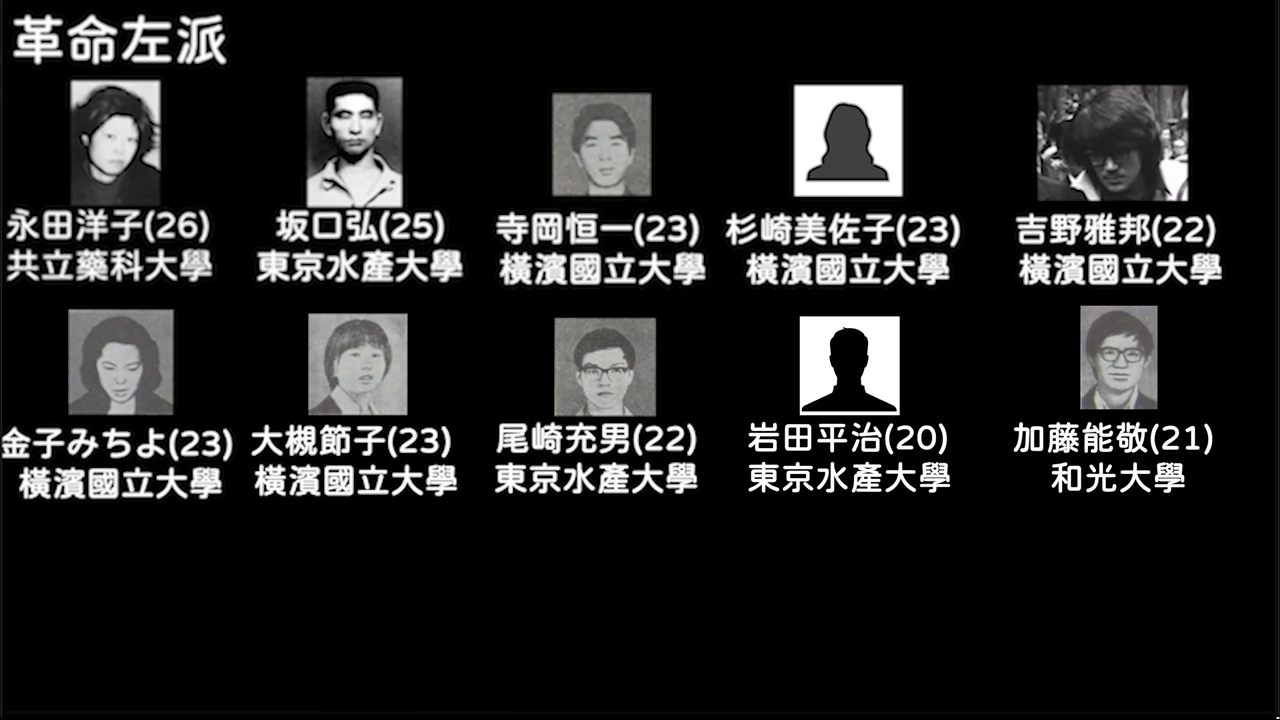 革命左派
永田洋子(26)
共立藥科大學
坂口弘(25)
東京水產大學
寺岡恒一(23)
橫濱國立大學
杉崎美佐子(23)
橫濱國立大學
吉野雅邦(22)
橫濱國立大學
金子みちよ(23)
橫濱國立大學
大槻節子(23)
橫濱國立大學
尾崎充男(22)
東京水產大學
岩田平治(20)
東京水產大學
加藤能敬(21)
和光大學